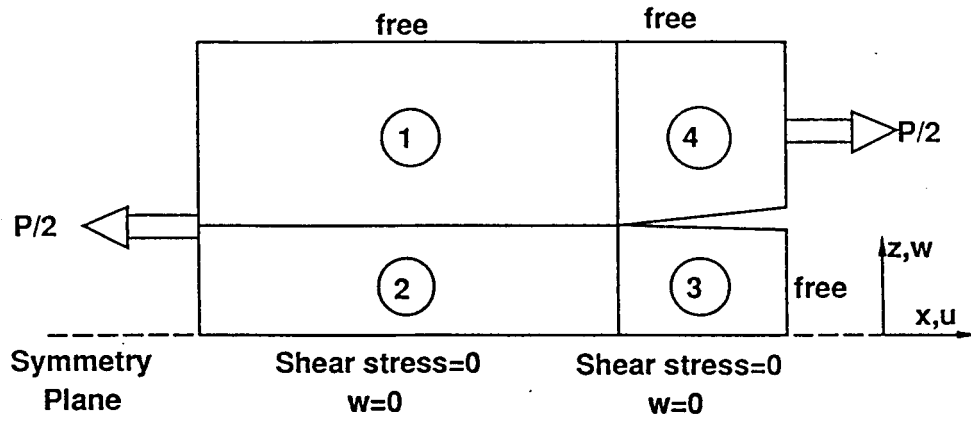 free
free
1
4
P/2
P/2
2
3
free
z,w
x,u
Symmetry
Plane
Shear stress=0
w=0
Shear stress=0
w=0